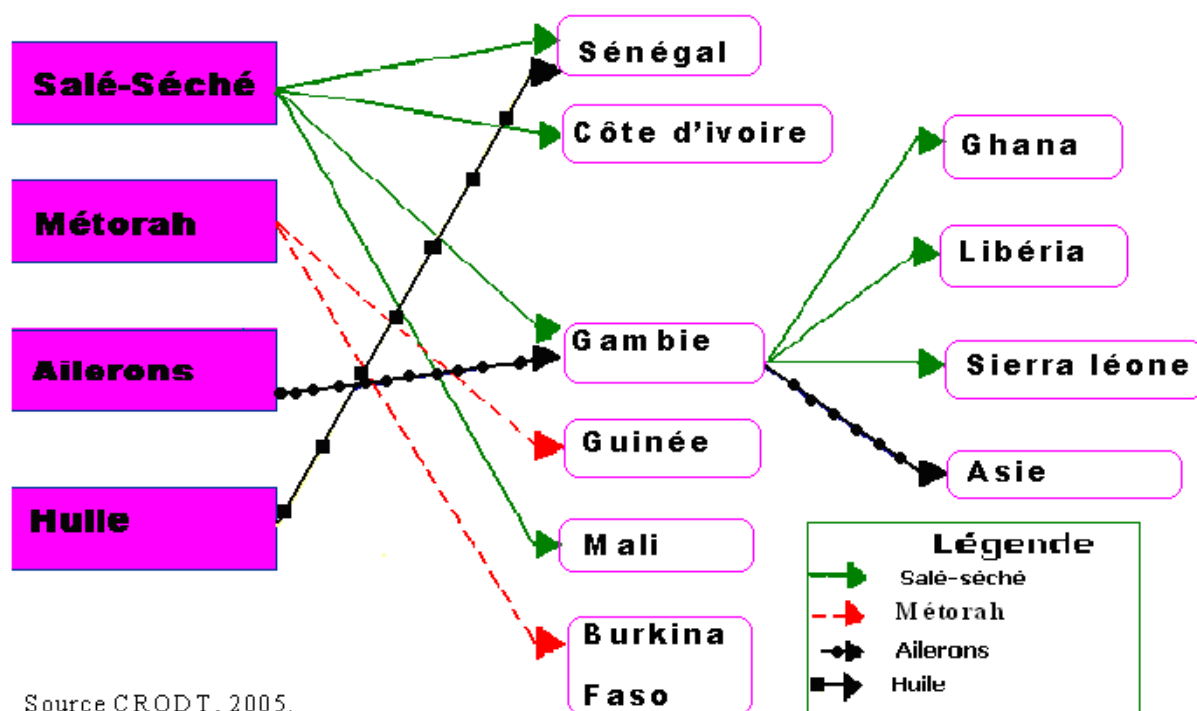 Salé-Séché
Métorah
Ailerons
Huile
Sénégal
Côte d'ivoire
Gambie
Guinée
Mali
Burkina
Faso
Ghana
Libéria
Sierra léone
Asie
Légende
Salé-séché
Métorah
Ailerons
Huile
Source CRODT, 2005.